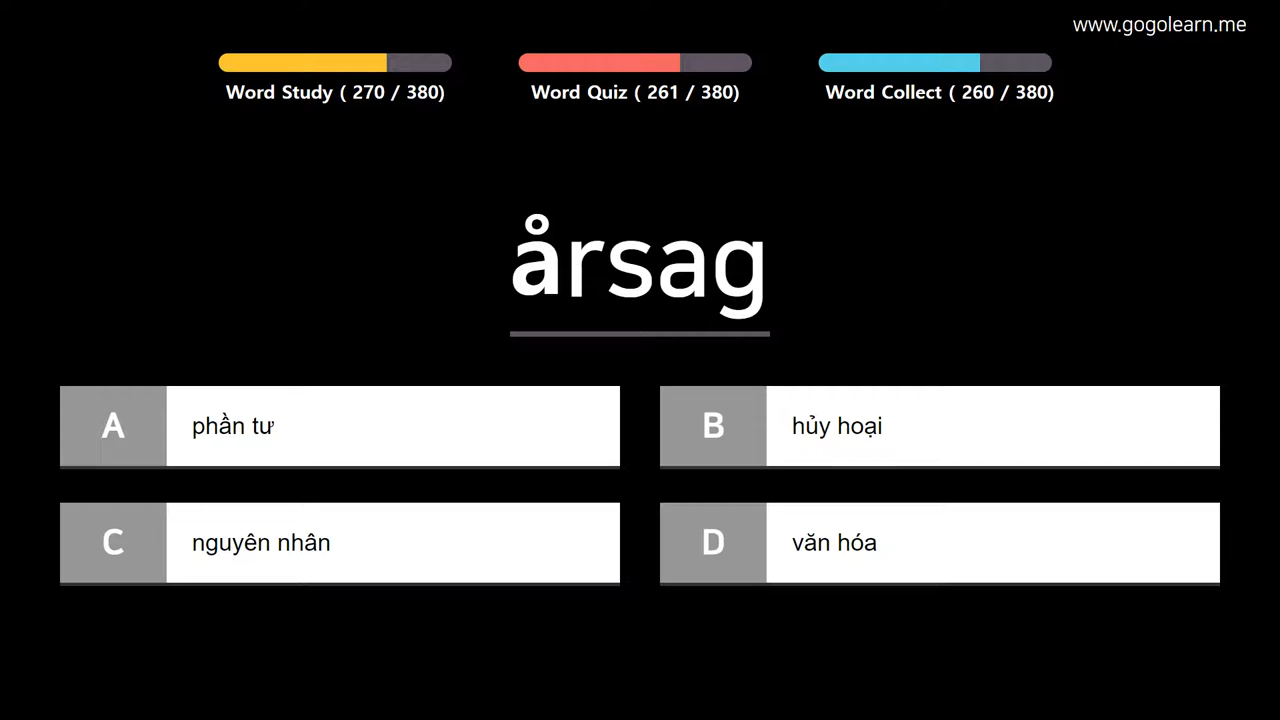 www.gogolearn.me
Word Study ( 270 / 380)
Word Quiz ( 261 / 380)
Word Collect ( 260 / 380)
årsag
A phần tư
B hủy hoại
C nguyên nhân
D văn hóa